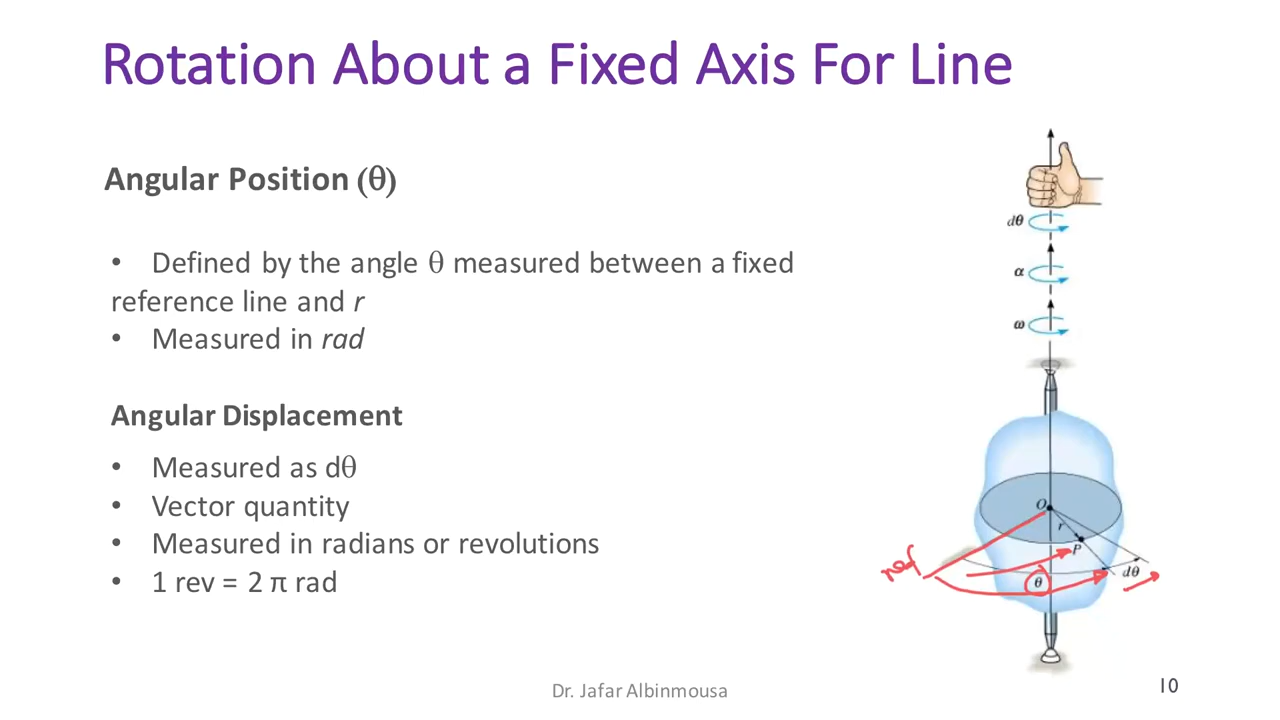 Rotation About a Fixed Axis For Line
Angular Position (θ)
• Defined by the angle θ measured between a fixed
reference line and r
• Measured in rad
Angular Displacement
• Measured as dθ
• Vector quantity
• Measured in radians or revolutions
• 1 rev = 2 π rad
dθ
α
ω
O
r
P
ref
θ
dθ
Dr. Jafar Albinmousa
10